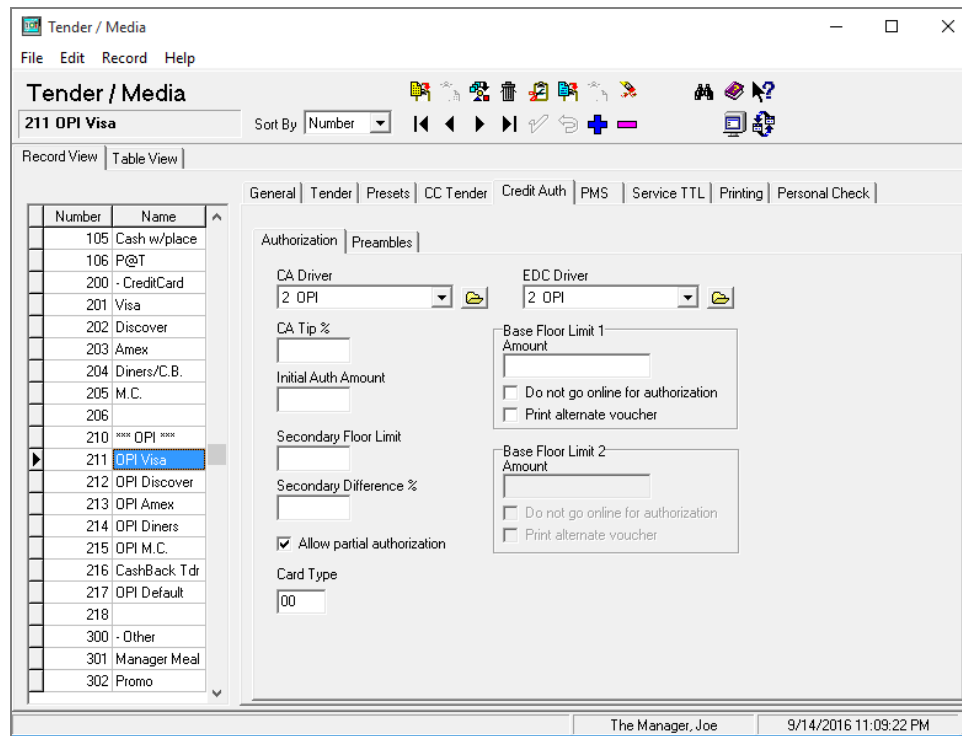 Tender / Media
File Edit Record Help
Tender / Media
211 OPI Visa
Sort By Number
Record View Table View
General Tender Presets CC Tender Credit Auth PMS Service TTL Printing Personal Check
Number Name
105 Cash w/place
106 P@T
200 - CreditCard
201 Visa
202 Discover
203 Amex
204 Diners/C.B.
205 M.C.
206
210 *** OPI ***
211 OPI Visa
212 OPI Discover
213 OPI Amex
214 OPI Diners
215 OPI M.C.
216 CashBack Tdr
217 OPI Default
218
300 - Other
301 Manager Meal
302 Promo
Authorization Preambles
CA Driver
2 OPI
EDC Driver
2 OPI
CA Tip %
Initial Auth Amount
Secondary Floor Limit
Secondary Difference %
Allow partial authorization
Card Type
00
Base Floor Limit 1
Amount
Do not go online for authorization
Print alternate voucher
Base Floor Limit 2
Amount
Do not go online for authorization
Print alternate voucher
The Manager, Joe
9/14/2016 11:09:22 PM